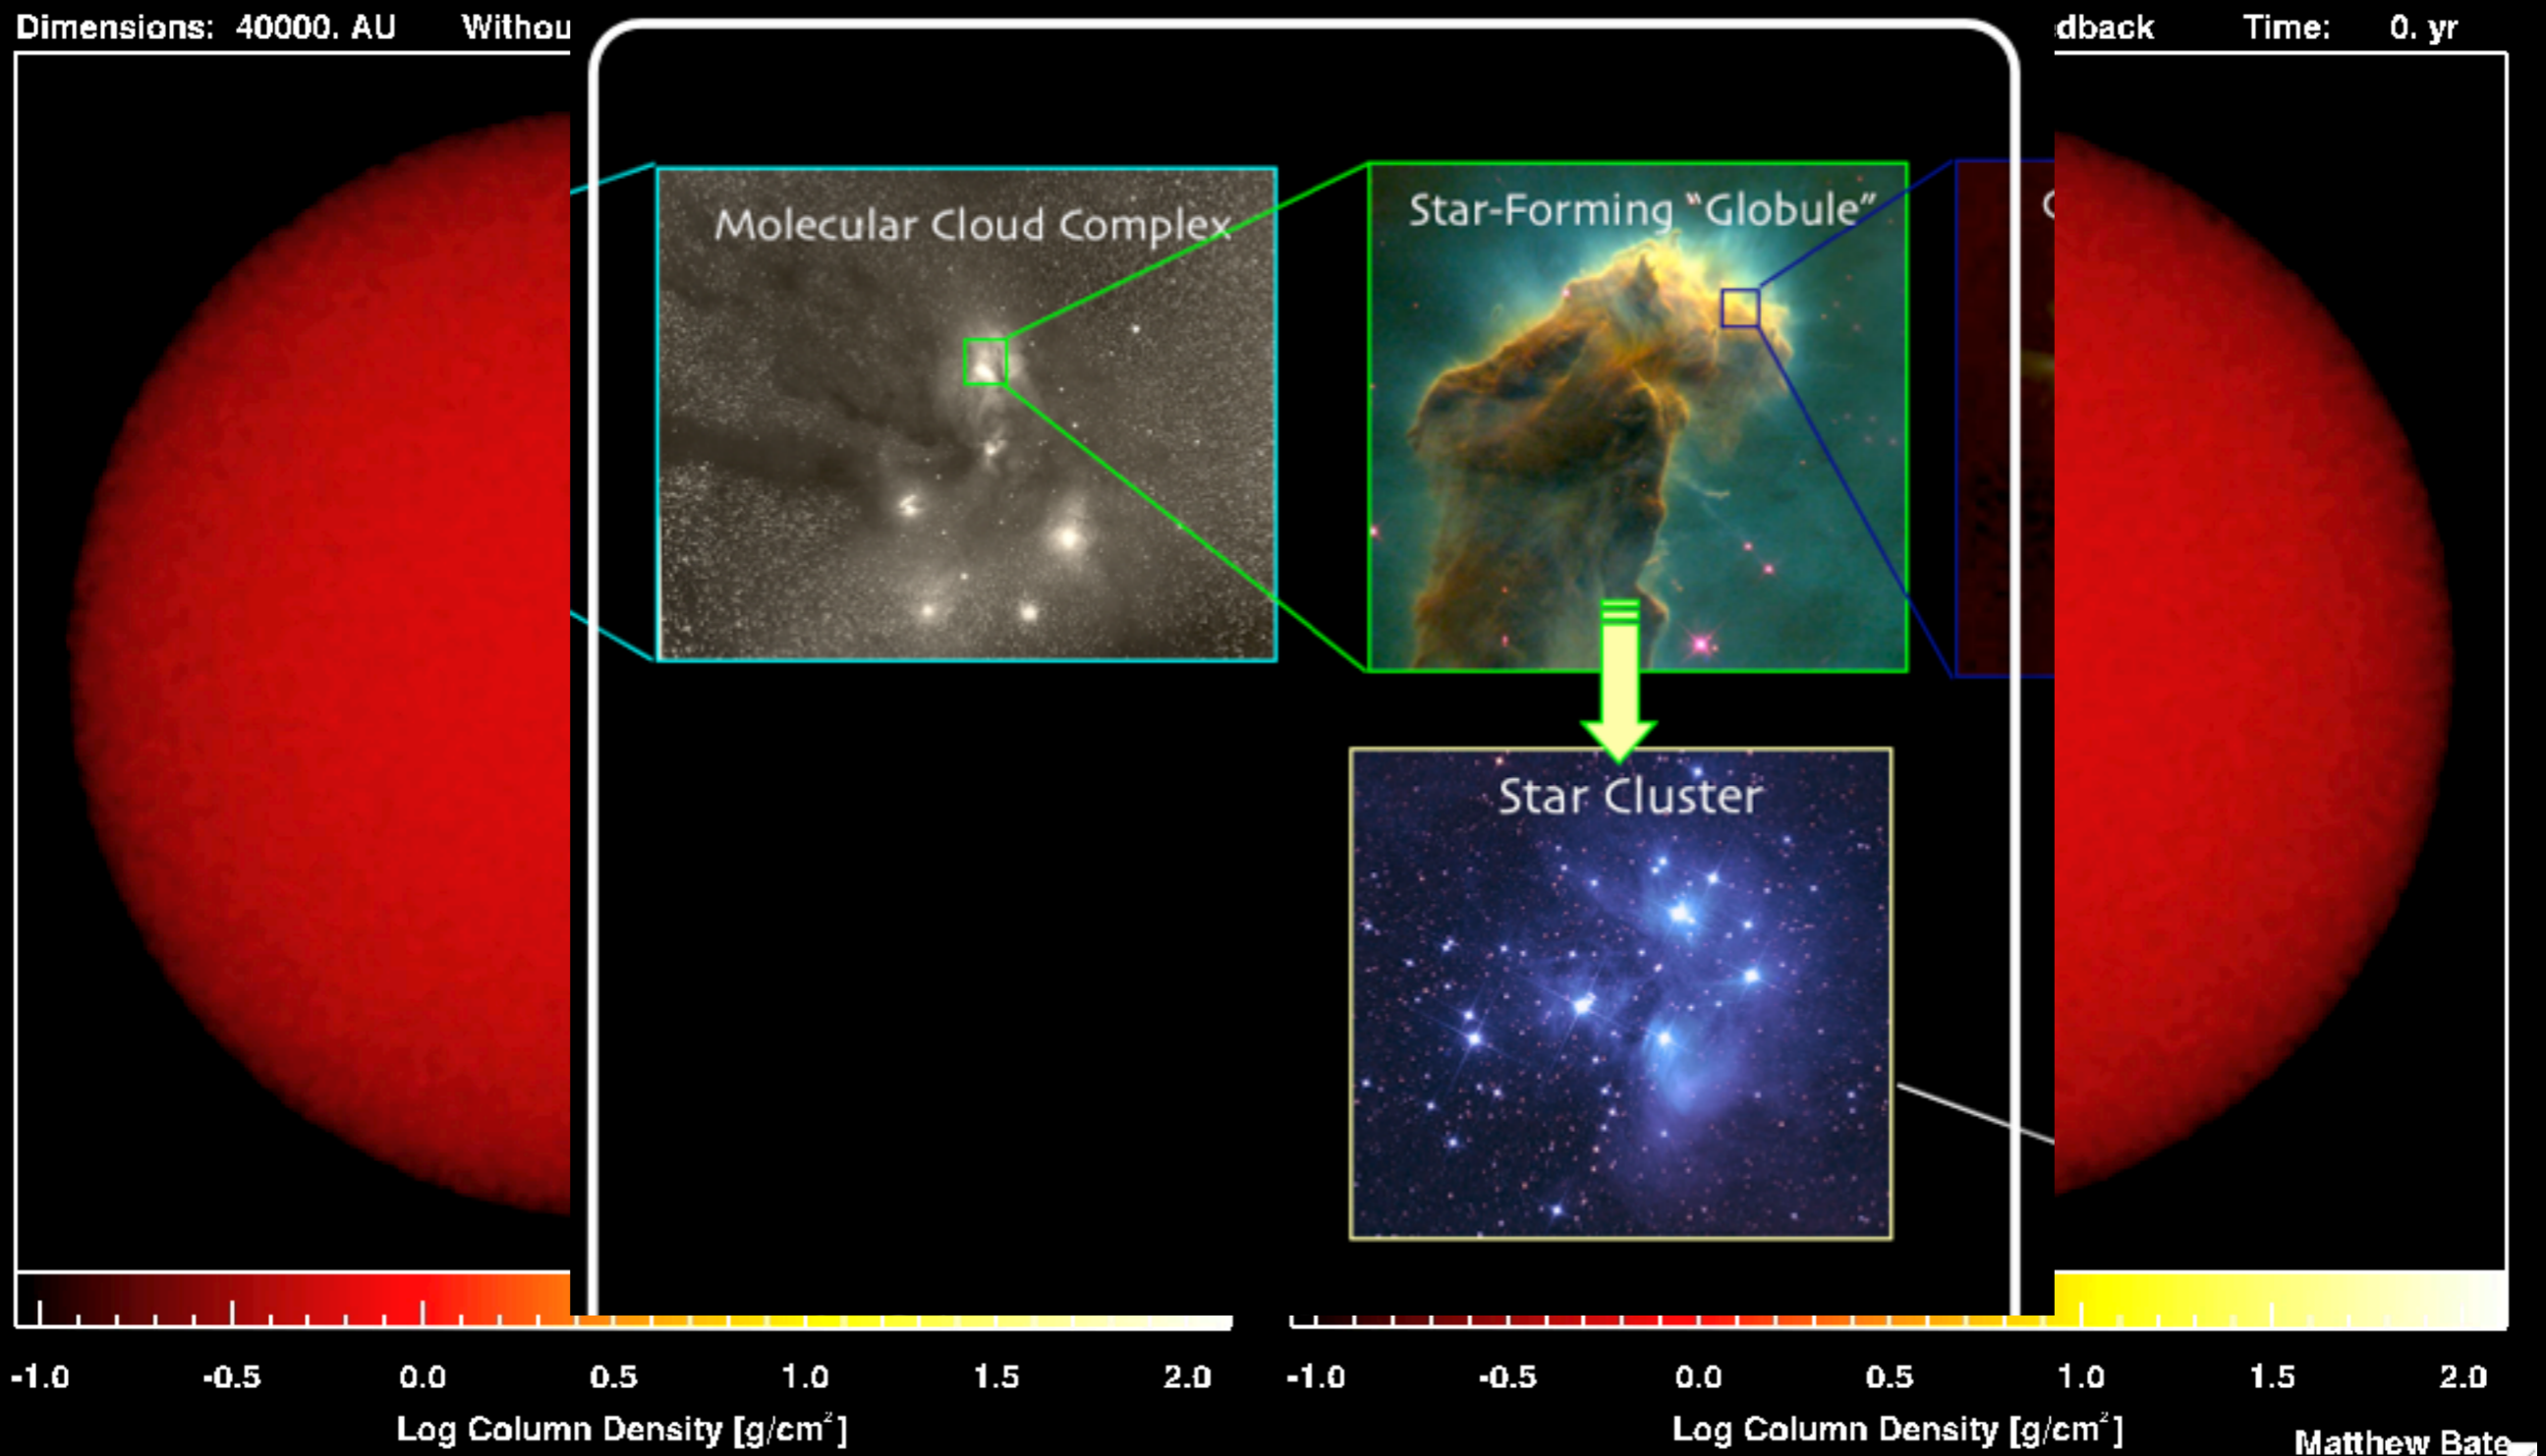 Dimensions: 40000. AU Withou
dback Time: 0. yr
Molecular Cloud Complex
Star-Forming “Globule”
Star Cluster
-1.0 -0.5 0.0 0.5 1.0 1.5 2.0
-1.0 -0.5 0.0 0.5 1.0 1.5 2.0
Log Column Density [g/cm²]
Log Column Density [g/cm²]
Matthew Bate